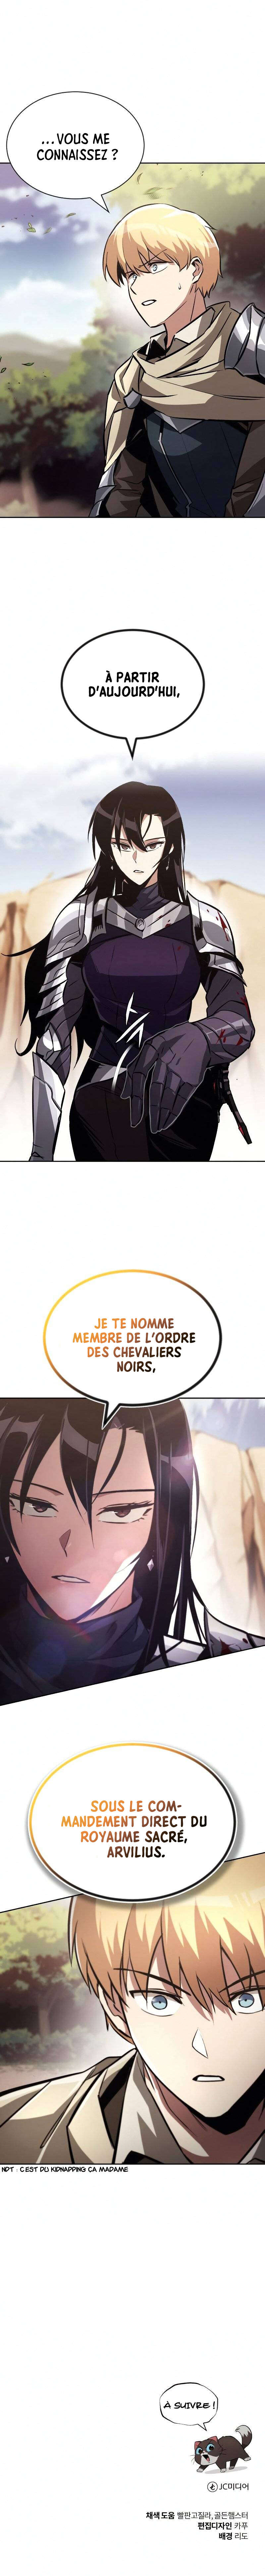 ...VOUS ME
CONNAISSEZ ?
À PARTIR
D'AUJOURD'HUI,
JE TE NOMME
MEMBRE DE L'ORDRE
DES CHEVALIERS
NOIRS,
SOUS LE COM-
MANDEMENT DIRECT DU
ROYAUME SACRÉ,
ARVILIUS.
NDT : C'EST DU KIDNAPPING ÇA MADAME
À SUIVRE !
JC미디어
채색 도움 빨판고질라, 골든햄스터
편집디자인 카푸
배경 리도